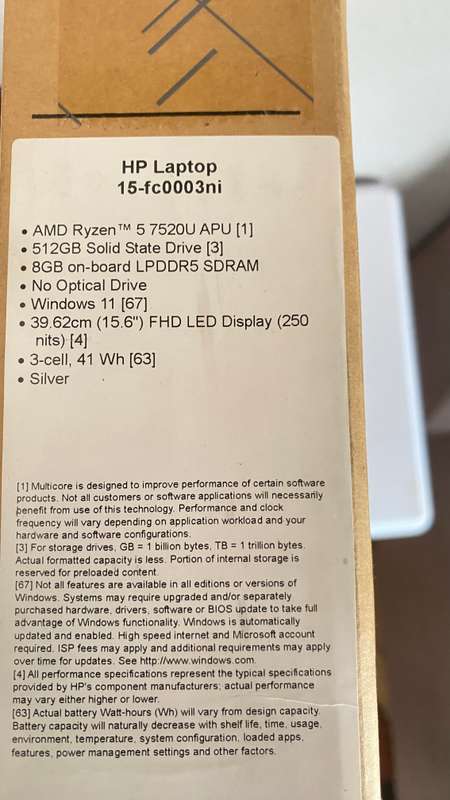 HP Laptop
15-fc0003ni
• AMD Ryzen™ 5 7520U APU [1]
• 512GB Solid State Drive [3]
• 8GB on-board LPDDR5 SDRAM
• No Optical Drive
• Windows 11 [67]
• 39.62cm (15.6") FHD LED Display (250
nits) [4]
• 3-cell, 41 Wh [63]
• Silver
[1] Multicore is designed to improve performance of certain software
products. Not all customers or software applications will necessarily
benefit from use of this technology. Performance and clock
frequency will vary depending on application workload and your
hardware and software configurations.
[3] For storage drives, GB = 1 billion bytes, TB = 1 trillion bytes.
Actual formatted capacity is less. Portion of internal storage is
reserved for preloaded content.
[67] Not all features are available in all editions or versions of
Windows. Systems may require upgraded and/or separately
purchased hardware, drivers, software or BIOS update to take full
advantage of Windows functionality. Windows is automatically
updated and enabled. High speed internet and Microsoft account
required. ISP fees may apply and additional requirements may apply
over time for updates. See http://www.windows.com.
[4] All performance specifications represent the typical specifications
provided by HP's component manufacturers; actual performance
may vary either higher or lower.
[63] Actual battery Watt-hours (Wh) will vary from design capacity.
Battery capacity will naturally decrease with shelf life, time, usage,
environment, temperature, system configuration, loaded apps,
features, power management settings and other factors.